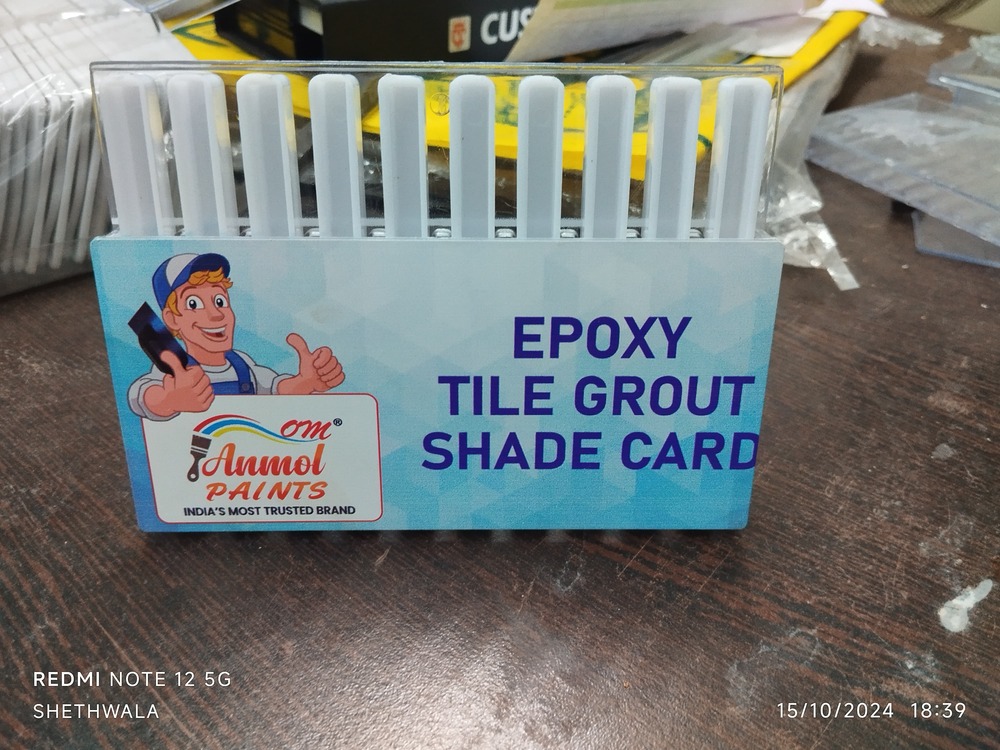 CUS
EPOXY
TILE GROUT
SHADE CARD
om®
Anmol
PAINTS
INDIA'S MOST TRUSTED BRAND
REDMI NOTE 12 5G
SHETHWALA
15/10/2024 18:39